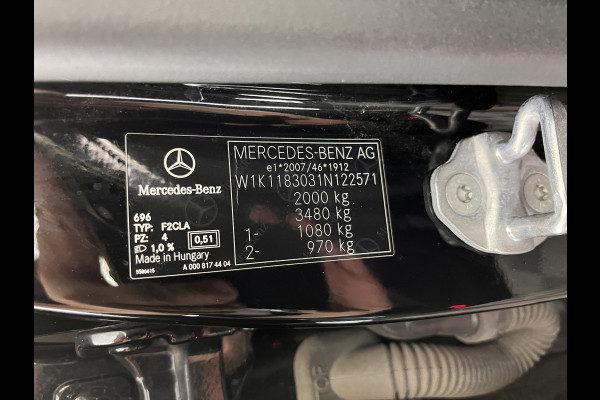 Mercedes-Benz
696
TYP: F2CLA
PZ: 4
1,0 % 0,51
Made in Hungary
A 000 817 44 04
MERCEDES-BENZ AG
e1*2007/46*1912
W1K1183031N122571
2000 kg
3480 kg
1- 1080 kg
2- 970 kg